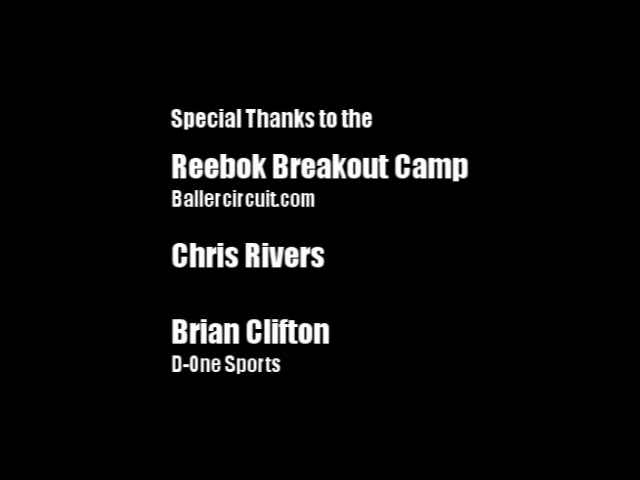 Special Thanks to the
Reebok Breakout Camp
Ballercircuit.com
Chris Rivers
Brian Clifton
D-One Sports